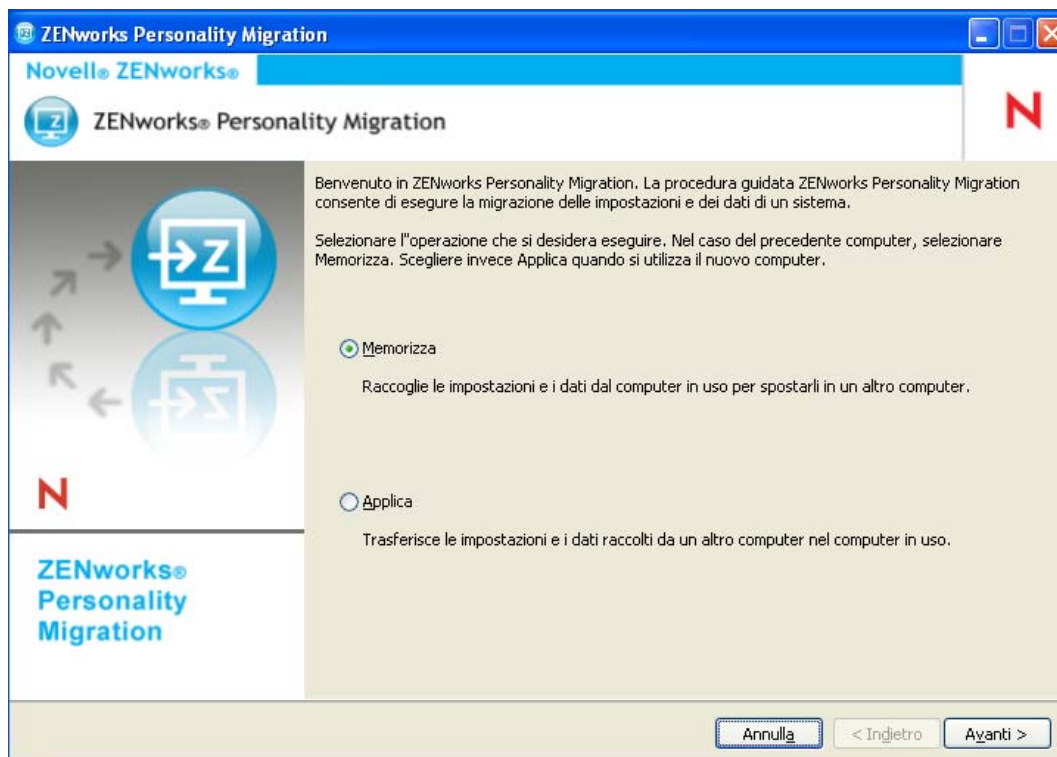 ZENworks Personality Migration
Novell® ZENworks®
ZENworks® Personality Migration
N
Benvenuto in ZENworks Personality Migration. La procedura guidata ZENworks Personality Migration
consente di esegure la migrazione delle impostazioni e dei dati di un sistema.
Selezionare l"operazione che si desidera eseguire. Nel caso del precedente computer, selezionare
Memorizza. Scegliere invece Applica quando si utilizza il nuovo computer.
Z
Memorizza
Raccoglie le impostazioni e i dati dal computer in uso per spostarli in un altro computer.
N
Applica
Trasferisce le impostazioni e i dati raccolti da un altro computer nel computer in uso.
ZENworks®
Personality
Migration
Annulla
< Indietro
Avanti >